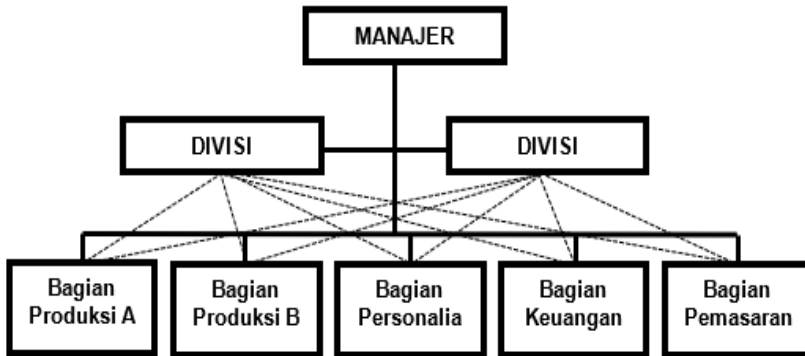 MANAJER
DIVISI
DIVISI
Bagian
Produksi A
Bagian
Produksi B
Bagian
Personalia
Bagian
Keuangan
Bagian
Pemasaran